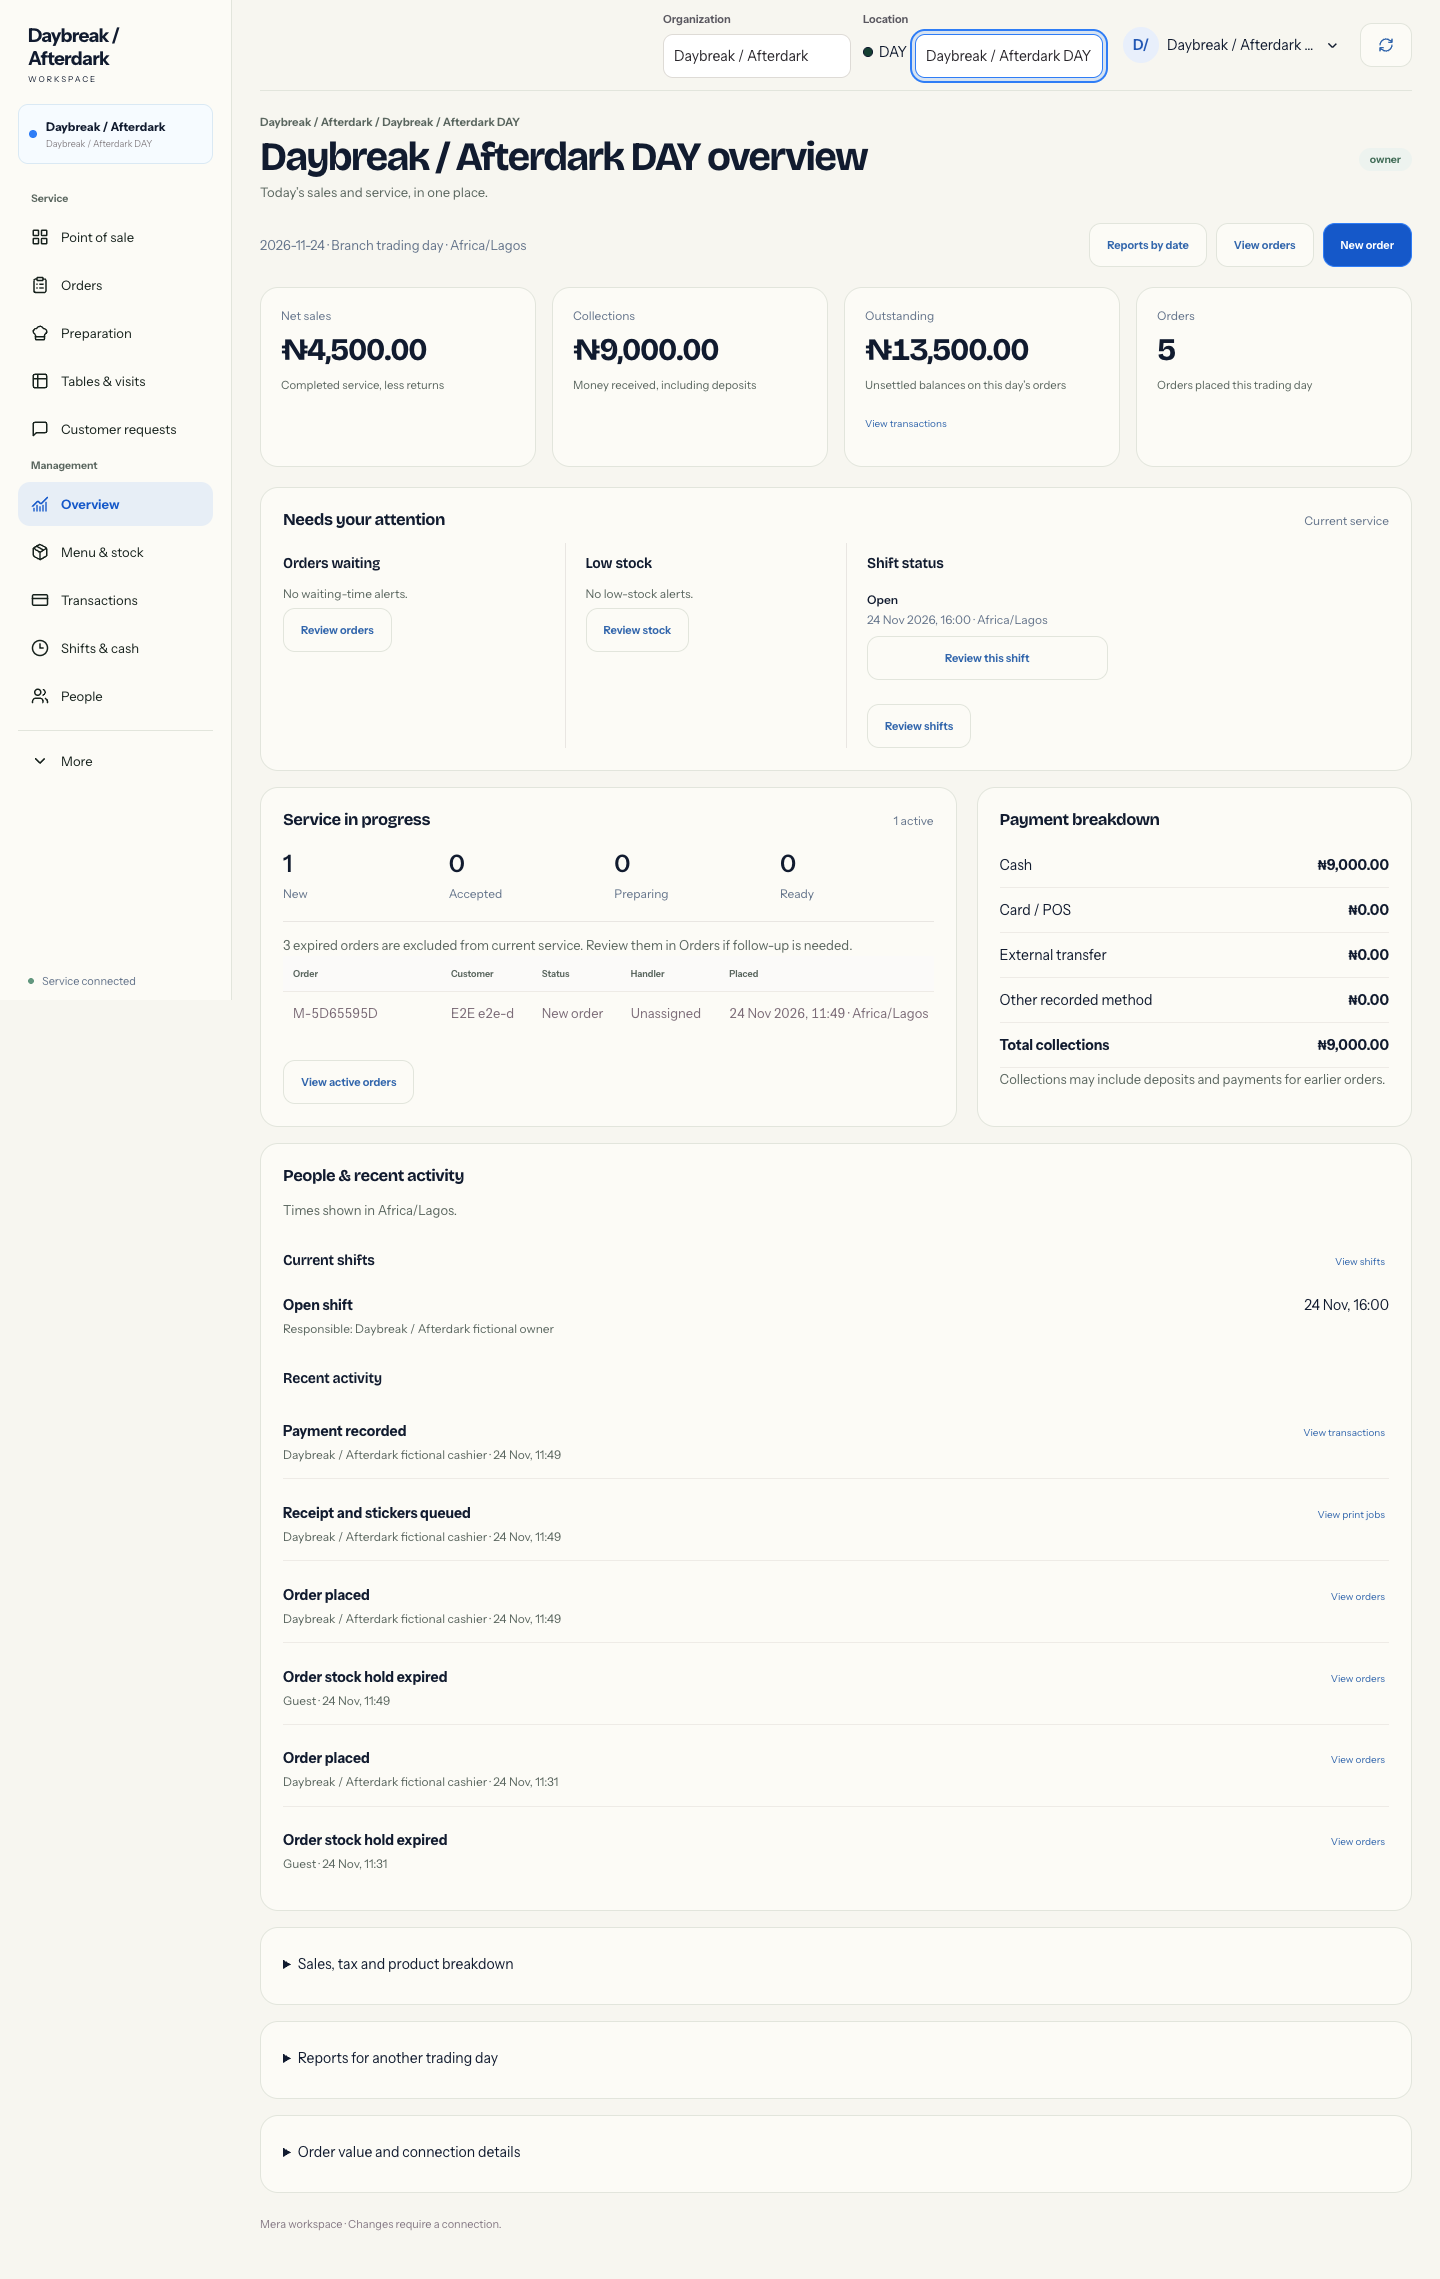 Daybreak /
Afterdark
WORKSPACE
Daybreak / Afterdark
Daybreak / Afterdark DAY
Service
Point of sale
Orders
Preparation
Tables & visits
Customer requests
Management
Overview
Menu & stock
Transactions
Shifts & cash
People
More
Service connected
Organization
Daybreak / Afterdark
Location
DAY
Daybreak / Afterdark DAY
D/
Daybreak / Afterdark ...
Daybreak / Afterdark / Daybreak / Afterdark DAY
Daybreak / Afterdark DAY overview
owner
Today's sales and service, in one place.
2026-11-24 · Branch trading day · Africa/Lagos
Reports by date
View orders
New order
Net sales
₦4,500.00
Completed service, less returns
Collections
₦9,000.00
Money received, including deposits
Outstanding
₦13,500.00
Unsettled balances on this day's orders
View transactions
Orders
5
Orders placed this trading day
Needs your attention
Current service
Orders waiting
No waiting-time alerts.
Review orders
Low stock
No low-stock alerts.
Review stock
Shift status
Open
24 Nov 2026, 16:00 · Africa/Lagos
Review this shift
Review shifts
Service in progress
1 active
1
New
0
Accepted
0
Preparing
0
Ready
3 expired orders are excluded from current service. Review them in Orders if follow-up is needed.
Order Customer Status Handler Placed
M-5D65595D E2E e2e-d New order Unassigned 24 Nov 2026, 11:49 · Africa/Lagos
View active orders
Payment breakdown
Cash ₦9,000.00
Card / POS ₦0.00
External transfer ₦0.00
Other recorded method ₦0.00
Total collections ₦9,000.00
Collections may include deposits and payments for earlier orders.
People & recent activity
Times shown in Africa/Lagos.
Current shifts
View shifts
Open shift
24 Nov, 16:00
Responsible: Daybreak / Afterdark fictional owner
Recent activity
Payment recorded
View transactions
Daybreak / Afterdark fictional cashier · 24 Nov, 11:49
Receipt and stickers queued
View print jobs
Daybreak / Afterdark fictional cashier · 24 Nov, 11:49
Order placed
View orders
Daybreak / Afterdark fictional cashier · 24 Nov, 11:49
Order stock hold expired
View orders
Guest · 24 Nov, 11:49
Order placed
View orders
Daybreak / Afterdark fictional cashier · 24 Nov, 11:31
Order stock hold expired
View orders
Guest · 24 Nov, 11:31
Sales, tax and product breakdown
Reports for another trading day
Order value and connection details
Mera workspace · Changes require a connection.